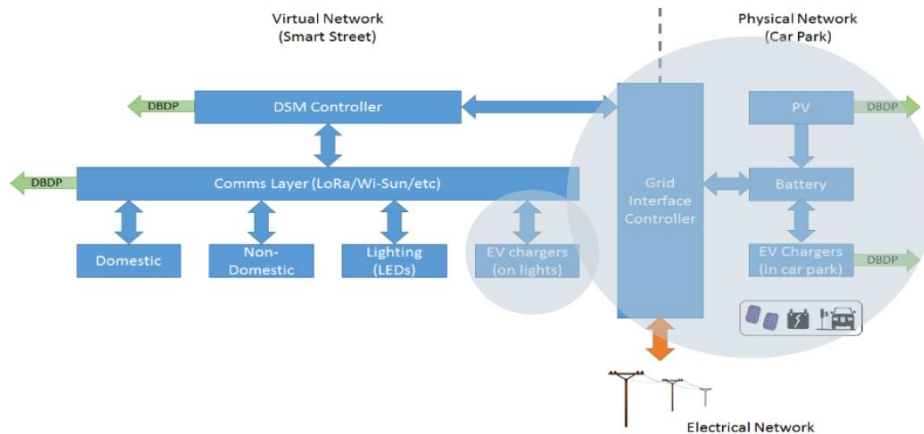 Virtual Network
(Smart Street)
Physical Network
(Car Park)
DBDP
DSM Controller
PV
DBDP
DBDP
Comms Layer (LoRa/Wi-Sun/etc)
Grid
Interface
Controller
Battery
Domestic
Non-
Domestic
Lighting
(LEDs)
EV chargers
(on lights)
EV Chargers
(in car park)
DBDP
Electrical Network